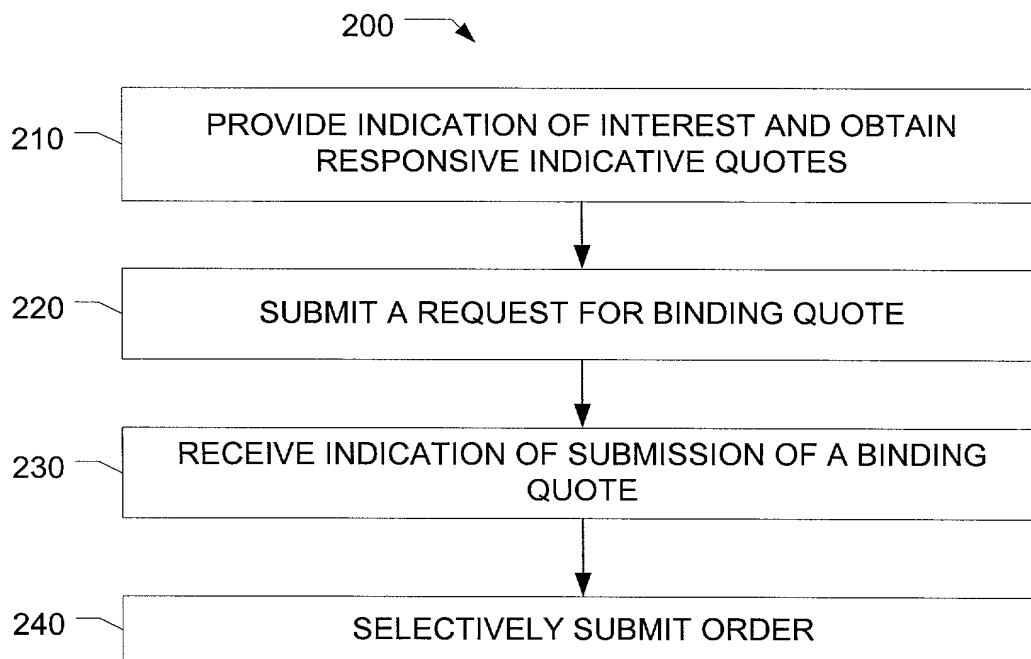 200
210
PROVIDE INDICATION OF INTEREST AND OBTAIN
RESPONSIVE INDICATIVE QUOTES
220
SUBMIT A REQUEST FOR BINDING QUOTE
230
RECEIVE INDICATION OF SUBMISSION OF A BINDING
QUOTE
240
SELECTIVELY SUBMIT ORDER